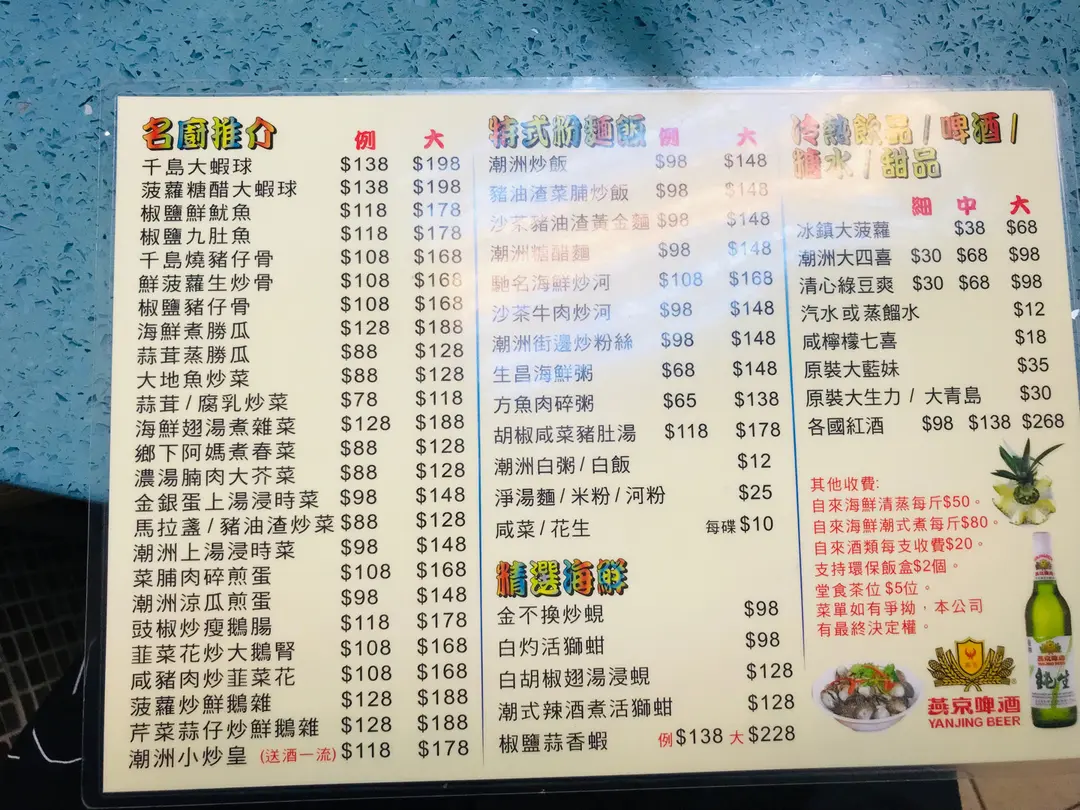 名廚推介 例 大
千島大蝦球 $138 $198
菠蘿糖醋大蝦球 $138 $198
椒鹽鮮魷魚 $118 $178
椒鹽九肚魚 $118 $178
千島燒豬仔骨 $108 $168
鮮菠蘿生炒骨 $108 $168
椒鹽豬仔骨 $108 $168
海鮮煮勝瓜 $128 $188
蒜茸蒸勝瓜 $88 $128
大地魚炒菜 $88 $128
蒜茸/腐乳炒菜 $78 $118
海鮮翅湯煮雜菜 $128 $188
鄉下阿嫲煮春菜 $88 $128
濃湯腩肉大芥菜 $88 $128
金銀蛋上湯浸時菜 $98 $148
馬拉盞/豬油渣炒菜 $88 $128
潮洲上湯浸時菜 $98 $148
菜脯肉碎煎蛋 $108 $168
潮洲涼瓜煎蛋 $98 $148
豉椒炒瘦鵝腸 $118 $178
韮菜花炒大鵝腎 $108 $168
咸豬肉炒韮菜花 $108 $168
菠蘿炒鮮鵝雜 $128 $188
芹菜蒜仔炒鮮鵝雜 $128 $188
潮洲小炒皇 (送酒一流) $118 $178
特式粉麵飯 例 大
潮洲炒飯 $98 $148
豬油渣菜脯炒飯 $98 $148
沙茶豬油渣黃金麵 $98 $148
潮洲糖醋麵 $98 $148
馳名海鮮炒河 $108 $168
沙茶牛肉炒河 $98 $148
潮洲街邊炒粉絲 $98 $148
生昌海鮮粥 $68 $148
方魚肉碎粥 $65 $138
胡椒咸菜豬肚湯 $118 $178
潮洲白粥/白飯 $12
淨湯麵/米粉/河粉 $25
咸菜/花生 每碟$10
精選海鮮
金不換炒蜆 $98
白灼活獅蚶 $98
白胡椒翅湯浸蜆 $128
潮式辣酒煮活獅蚶 $128
椒鹽蒜香蝦 例$138 大$228
冷熱飲品/啤酒/
糖水/甜品
細 中 大
冰鎮大菠蘿 $38 $68
潮洲大四喜 $30 $68 $98
清心綠豆爽 $30 $68 $98
汽水或蒸餾水 $12
咸檸檬七喜 $18
原裝大藍妹 $35
原裝大生力/大青島 $30
各國紅酒 $98 $138 $268
其他收費:
自來海鮮清蒸每斤$50。
自來海鮮潮式煮每斤$80。
自來酒類每支收費$20。
支持環保飯盒$2個。
堂食茶位$5位。
菜單如有爭拗，本公司
有最終決定權。
燕京啤酒
YANJING BEER
燕京啤酒
純生